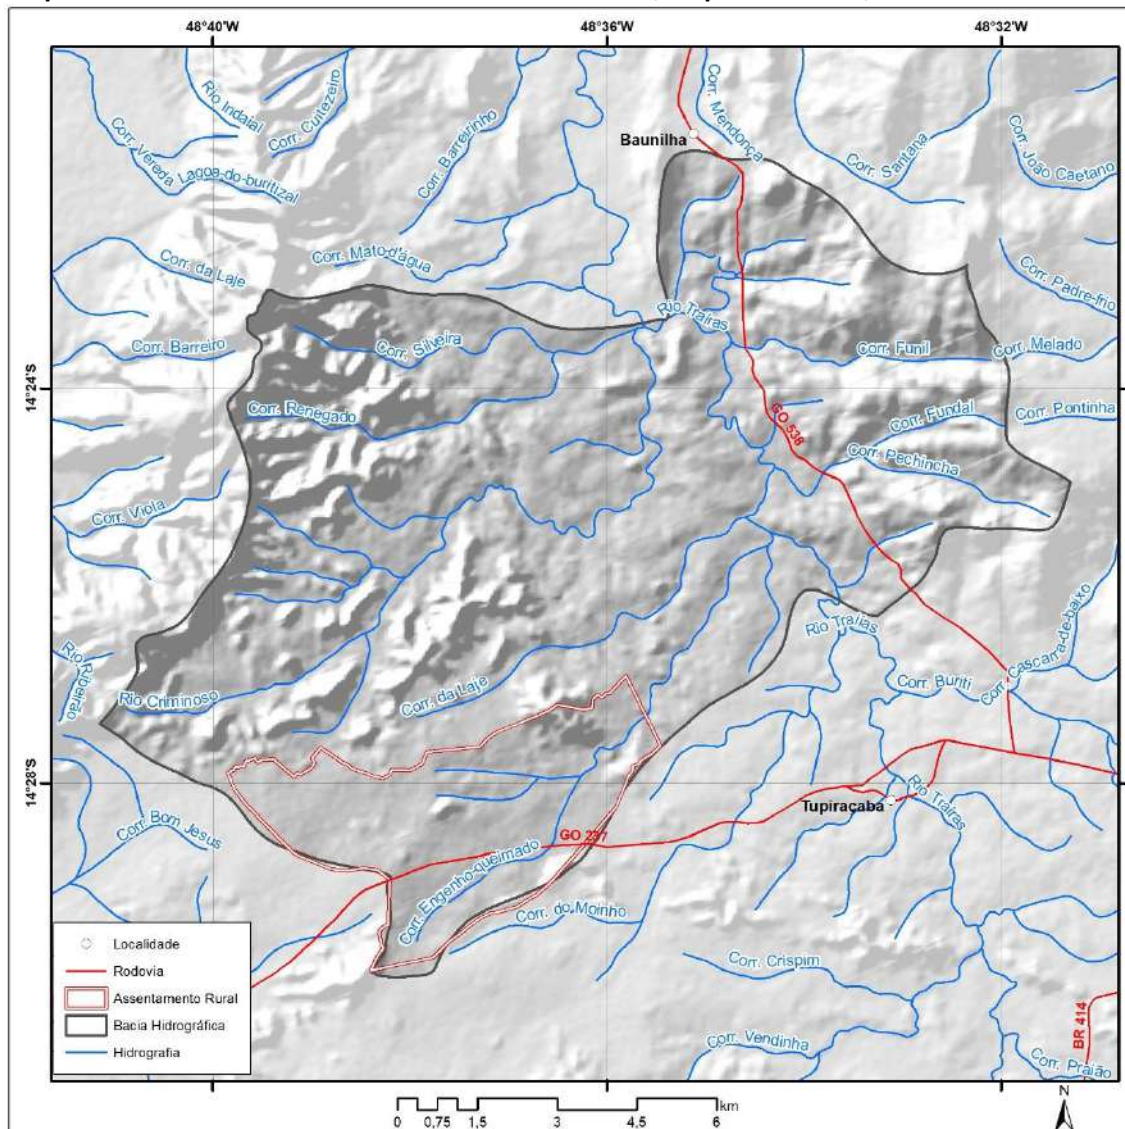 48°40'W
48°36'W
48°32'W
Corr. Mendonça
Rio Indaial
Corr. Cuitezeiro
Corr. Barreirinho
Baunilha
Corr. Santana
Corr. João Caetano
Corr. Vereda Lagoa-do-buritizal
Corr. Mato-d'água
Corr. da Laje
Corr. Padre-frio
Rio Traíras
Corr. Barreiro
Corr. Silveira
Corr. Funil
Corr. Melado
14°24'S
Corr. Renegado
GO 538
Corr. Fundal
Corr. Pontinha
Corr. Pechincha
Corr. Viola
Rio Traíras
Corr. Cascarra-de-baixo
Rio Ribeirão
Rio Criminoso
Corr. da Laje
Corr. Buriti
14°28'S
Tupiraçaba
Rio Traíras
Corr. Bom Jesus
GO 237
Corr. Engenho-queimado
Corr. do Moinho
Corr. Crispim
Localidade
Rodovia
Assentamento Rural
Bacia Hidrográfica
Hidrografia
BR 414
Corr. Vendinha
Corr. Praião
N
km
0 0,75 1,5 3 4,5 6